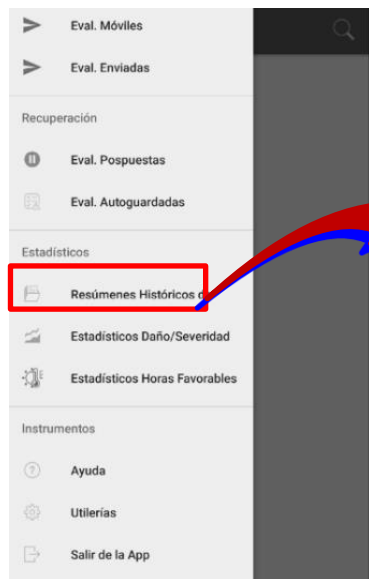 Eval. Móviles
Eval. Enviadas
Recuperación
Eval. Pospuestas
Eval. Autoguardadas
Estadísticos
Resúmenes Históricos d
Estadísticos Daño/Severidad
Estadísticos Horas Favorables
Instrumentos
Ayuda
Utilerías
Salir de la App